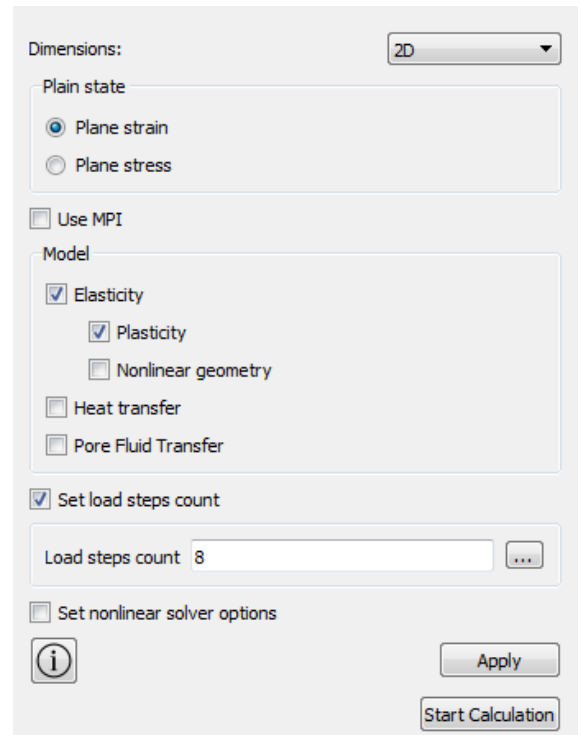 Dimensions: 2D
Plain state
Plane strain
Plane stress
Use MPI
Model
Elasticity
Plasticity
Nonlinear geometry
Heat transfer
Pore Fluid Transfer
Set load steps count
Load steps count 8 ...
Set nonlinear solver options
i Apply
Start Calculation